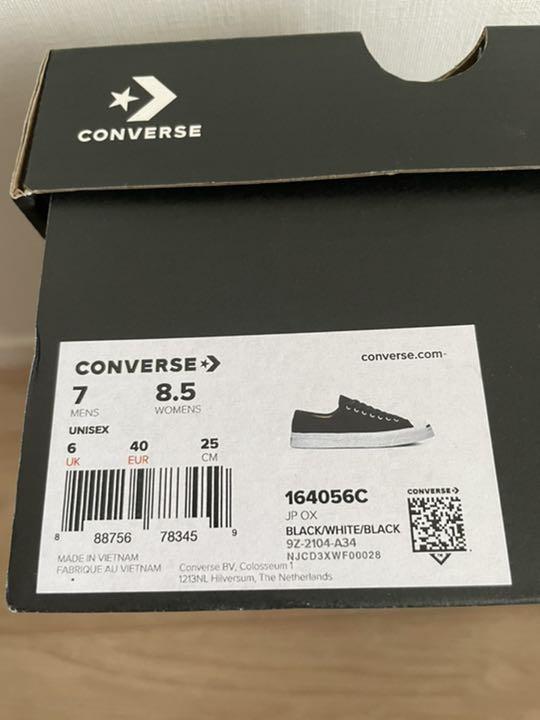 CONVERSE
CONVERSE
converse.com
7 8.5
MENS WOMENS
UNISEX
6 40 25
UK EUR CM
8 88756 78345 9
164056C
JP OX
BLACK/WHITE/BLACK
9Z-2104-A34
NJCD3XWF00028
CONVERSE
MADE IN VIETNAM
FABRIQUE AU VIETNAM
Converse BV, Colosseum 1
1213NL Hilversum, The Netherlands